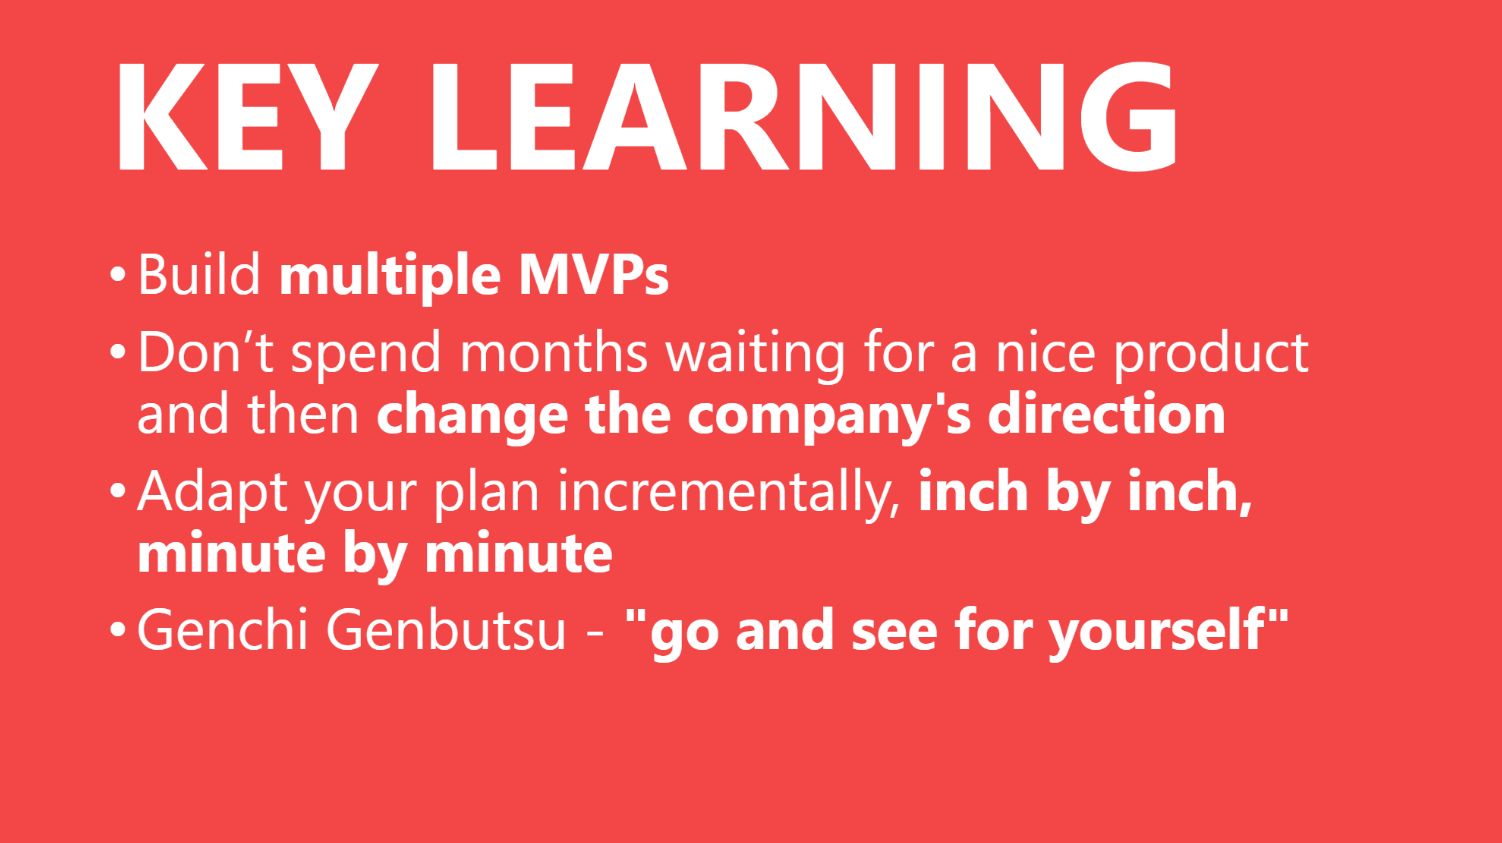 KEY LEARNING
• Build multiple MVPs
• Don’t spend months waiting for a nice product
and then change the company's direction
• Adapt your plan incrementally, inch by inch,
minute by minute
• Genchi Genbutsu - "go and see for yourself"